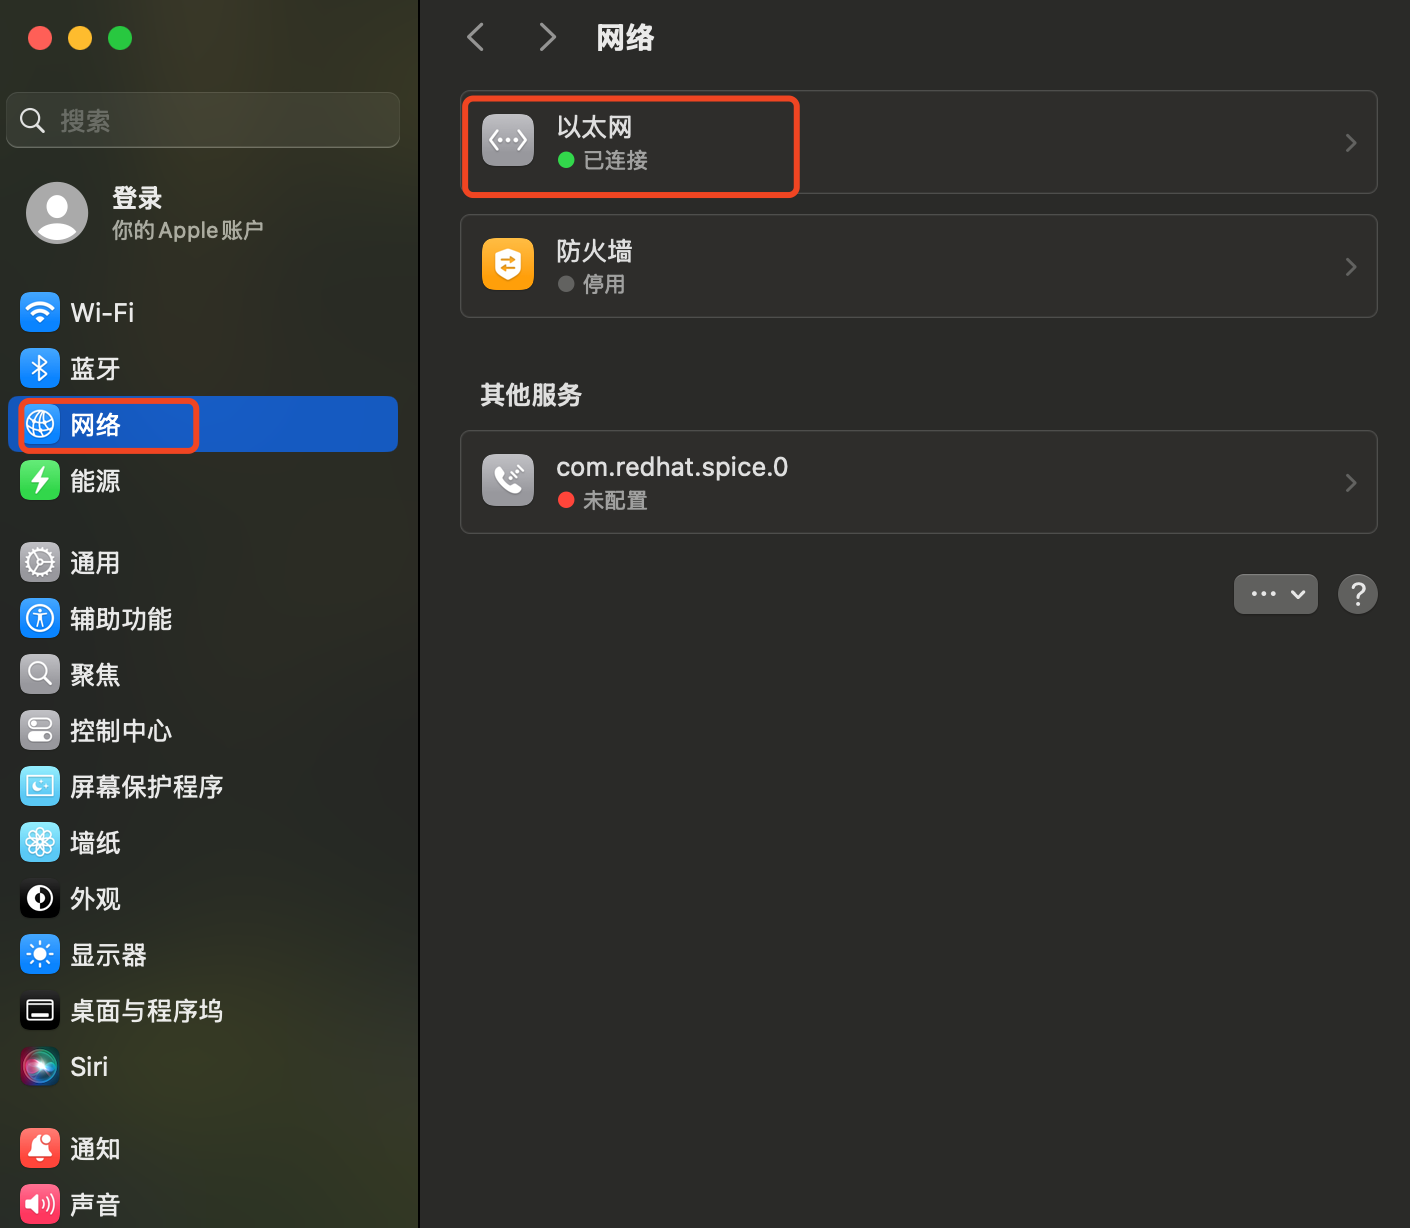 搜索
登录
你的Apple账户
Wi-Fi
蓝牙
网络
能源
通用
辅助功能
聚焦
控制中心
屏幕保护程序
墙纸
外观
显示器
桌面与程序坞
Siri
通知
声音
网络
以太网
已连接
防火墙
停用
其他服务
com.redhat.spice.0
未配置
?